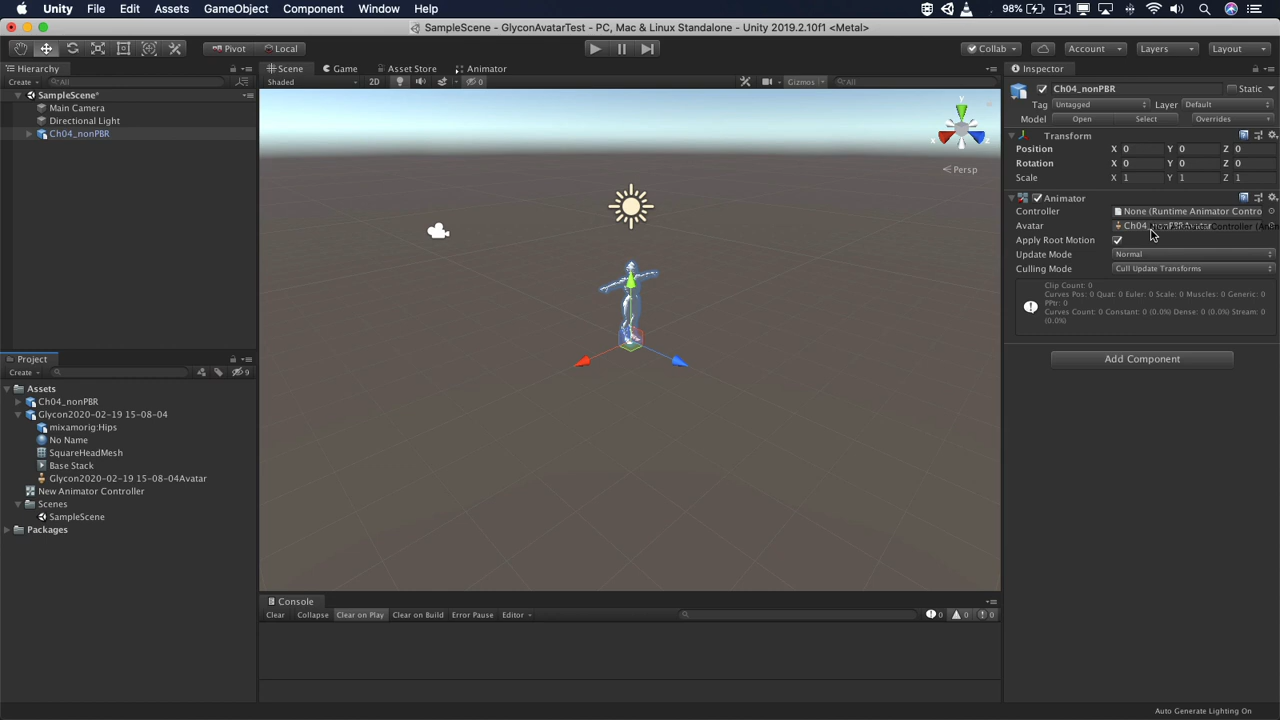 Unity File Edit Assets GameObject Component Window Help 98%
SampleScene - GlyconAvatarTest - PC, Mac & Linux Standalone - Unity 2019.2.10f1 <Metal>
Pivot Local Collab Account Layers Layout
Hierarchy
Create
SampleScene*
Main Camera
Directional Light
Ch04_nonPBR
Scene Game Asset Store Animator
Shaded 2D 0 Gizmos All
Y
X
Z
Persp
Inspector
Ch04_nonPBR Static
Tag Untagged Layer Default
Model Open Select Overrides
Transform
Position X 0 Y 0 Z 0
Rotation X 0 Y 0 Z 0
Scale X 1 Y 1 Z 1
Animator
Controller None (Runtime Animator Contro
Avatar Ch04_nonPBRAvatar
Apply Root Motion
Update Mode Normal
Culling Mode Cull Update Transforms
Clip Count: 0
Curves Pos: 0 Quat: 0 Euler: 0 Scale: 0 Muscles: 0 Generic: 0
PPtr: 0
Curves Count: 0 Constant: 0 (0.0%) Dense: 0 (0.0%) Stream: 0
(0.0%)
Add Component
Project
Create 9
Assets
Ch04_nonPBR
Glycon2020-02-19 15-08-04
mixamorig:Hips
No Name
SquareHeadMesh
Base Stack
Glycon2020-02-19 15-08-04Avatar
New Animator Controller
Scenes
SampleScene
Packages
Console
Clear Collapse Clear on Play Clear on Build Error Pause Editor 0 0 0
Auto Generate Lighting On